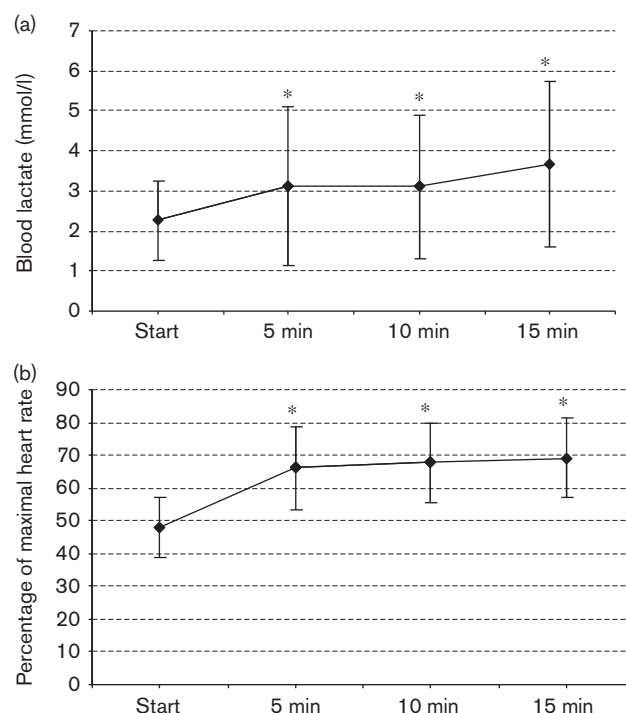 (a)
Blood lactate (mmol/l)
7
6
5
4
3
2
1
0
*
*
*
Start
5 min
10 min
15 min
(b)
Percentage of maximal heart rate
90
80
70
60
50
40
30
20
10
0
*
*
*
Start
5 min
10 min
15 min